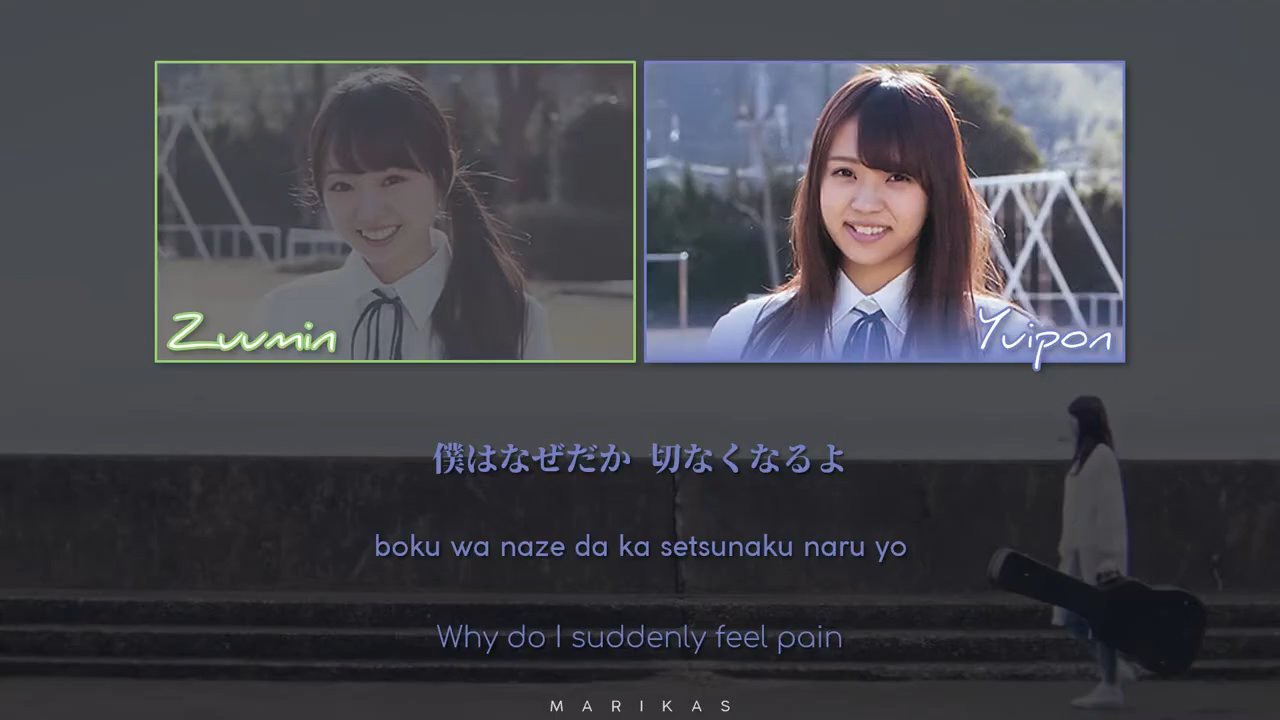 Zuumin
Yuipon
僕はなぜだか 切なくなるよ
boku wa naze da ka setsunaku naru yo
Why do I suddenly feel pain
MARIKAS